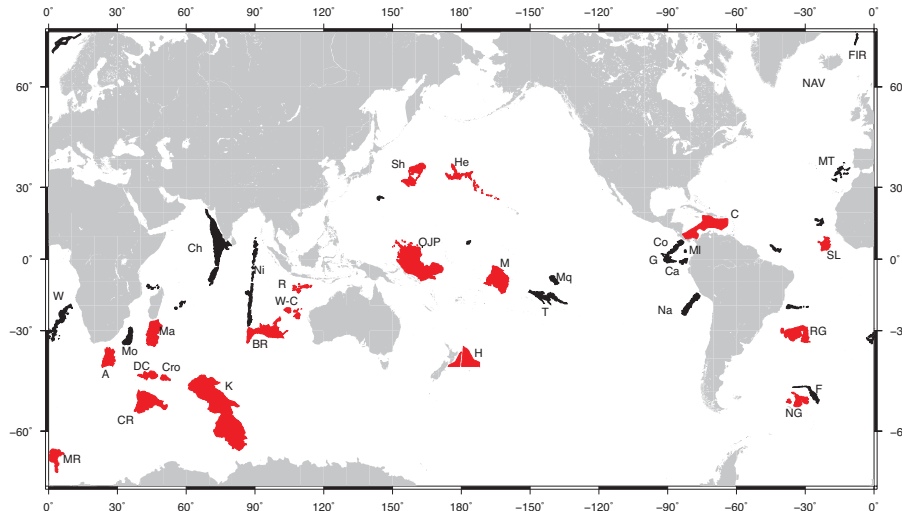 0° 30° 60° 90° 120° 150° 180° −150° −120° −90° −60° −30° 0°
FIR
60° NAV 60°
Sh He MT
30° 30°
C
Ch OJP Co MI SL
0° Ni G 0°
R M Mq Ca
W W-C T Na
−30° Mo Ma BR H RG −30°
A DC Cro
CR K F
NG
−60° −60°
MR
0° 30° 60° 90° 120° 150° 180° −150° −120° −90° −60° −30° 0°